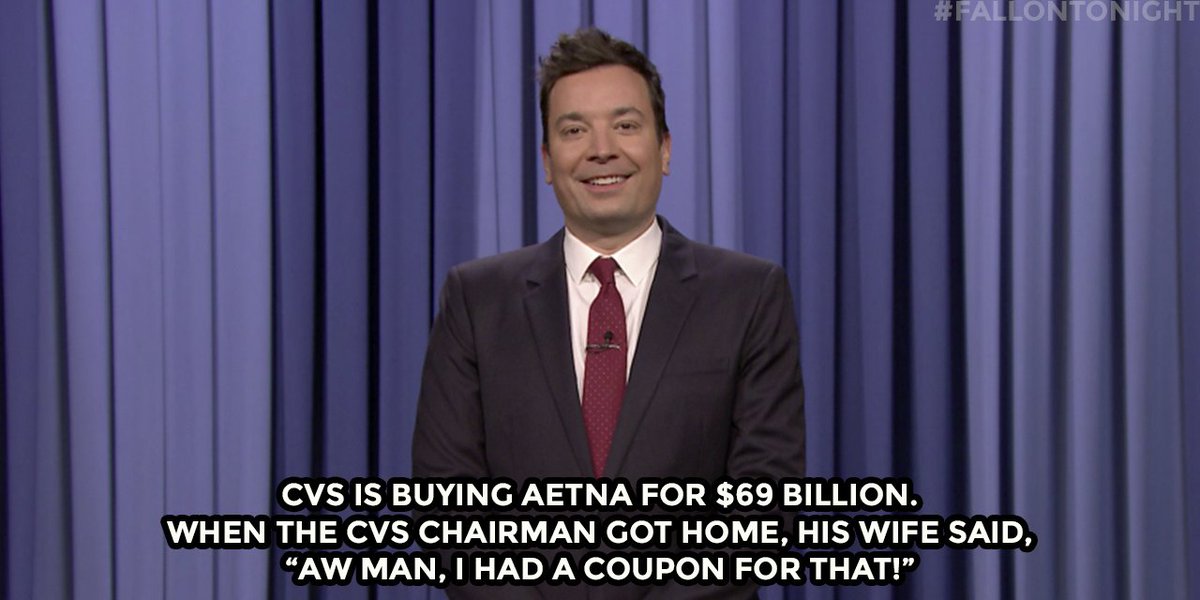 #FALLONTONIGHT
CVS IS BUYING AETNA FOR $69 BILLION.
WHEN THE CVS CHAIRMAN GOT HOME, HIS WIFE SAID,
“AW MAN, I HAD A COUPON FOR THAT!”